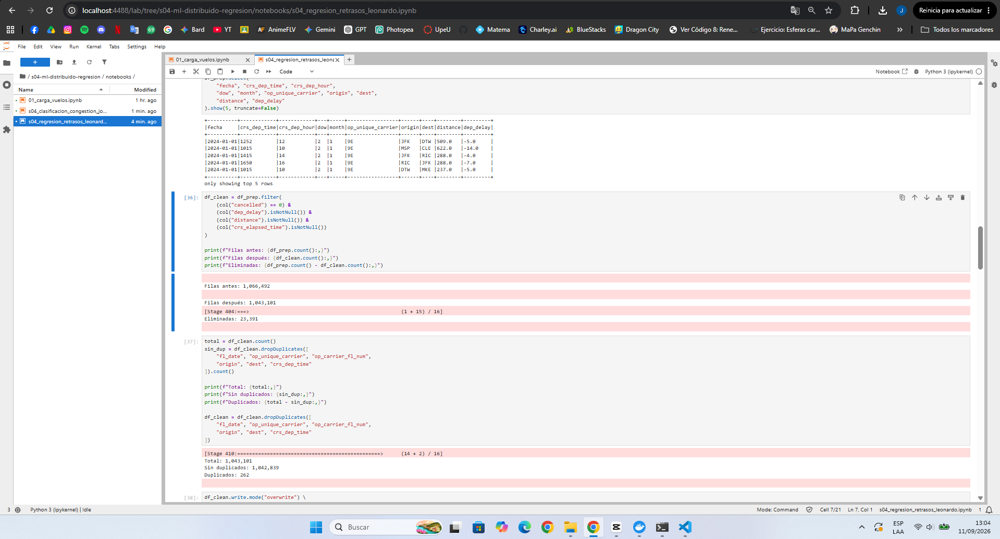 localhost:4488/lab/tree/s04-ml-distribuido-regresion/notebooks/s04_regresion_retrasos_leonardo.ipynb
J
Reinicia para actualizar
69
Bard
YT
AF AnimeFLV
Gemini
GPT
Photopea
UpeU
Matema
Charley.ai
BlueStacks
Dragon City
Ver Código 8: Rene...
Ejercicio: Esferas car...
MaPa Genchin
»
Todos los marcadores
File Edit View Run Kernel Tabs Settings Help
01_carga_vuelos.ipynb
s04_regresion_retrasos_leona
Code
Notebook
Python 3 (ipykernel)
/ s04-ml-distribuido-regresion / notebooks /
Name Modified
01_carga_vuelos.ipynb 1 hr. ago
s04_clasificacion_congestion_jo... 1 min. ago
s04_regresion_retrasos_leonard... 4 min. ago
df_prep.select(
"fecha", "crs_dep_time", "crs_dep_hour",
"dow", "month", "op_unique_carrier", "origin", "dest",
"distance", "dep_delay"
).show(5, truncate=False)
+----------+------------+------------+---+-----+-----------------+------+----+--------+---------+
|fecha |crs_dep_time|crs_dep_hour|dow|month|op_unique_carrier|origin|dest|distance|dep_delay|
+----------+------------+------------+---+-----+-----------------+------+----+--------+---------+
|2024-01-01|1252 |12 |2 |1 |9E |JFK |DTW |509.0 |-5.0 |
|2024-01-01|1015 |10 |2 |1 |9E |MSP |CLE |622.0 |-14.0 |
|2024-01-01|1415 |14 |2 |1 |9E |JFK |RIC |288.0 |-4.0 |
|2024-01-01|1650 |16 |2 |1 |9E |RIC |JFK |288.0 |-7.0 |
|2024-01-01|1015 |10 |2 |1 |9E |DTW |MKE |237.0 |-5.0 |
+----------+------------+------------+---+-----+-----------------+------+----+--------+---------+
only showing top 5 rows
[36]:
df_clean = df_prep.filter(
(col("cancelled") == 0) &
(col("dep_delay").isNotNull()) &
(col("distance").isNotNull()) &
(col("crs_elapsed_time").isNotNull())
)
print(f"Filas antes: {df_prep.count():,}")
print(f"Filas después: {df_clean.count():,}")
print(f"Eliminadas: {df_prep.count() - df_clean.count():,}")
Filas antes: 1,066,492
Filas después: 1,043,101
[Stage 404:===> (1 + 15) / 16]
Eliminadas: 23,391
[37]:
total = df_clean.count()
sin_dup = df_clean.dropDuplicates([
"fl_date", "op_unique_carrier", "op_carrier_fl_num",
"origin", "dest", "crs_dep_time"
]).count()
print(f"Total: {total:,}")
print(f"Sin duplicados: {sin_dup:,}")
print(f"Duplicados: {total - sin_dup:,}")
df_clean = df_clean.dropDuplicates([
"fl_date", "op_unique_carrier", "op_carrier_fl_num",
"origin", "dest", "crs_dep_time"
])
[Stage 410:================================================> (14 + 2) / 16]
Total: 1,043,101
Sin duplicados: 1,042,839
Duplicados: 262
[38]:
df_clean.write.mode("overwrite") \
3 Python 3 (ipykernel) | Idle
Mode: Command
Cell 7/21
Ln 7, Col 1
s04_regresion_retrasos_leonardo.ipynb
1
Buscar
ESP
LAA
13:04
11/09/2026